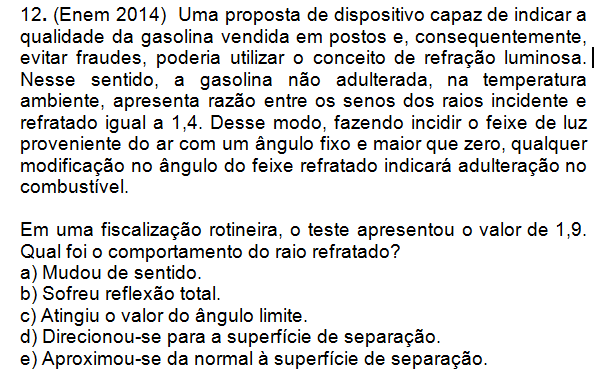 12. (Enem 2014)  Uma proposta de dispositivo capaz de indicar a
qualidade da gasolina vendida em postos e, consequentemente,
evitar fraudes, poderia utilizar o conceito de refração luminosa.
Nesse sentido, a gasolina não adulterada, na temperatura
ambiente, apresenta razão entre os senos dos raios incidente e
refratado igual a 1,4. Desse modo, fazendo incidir o feixe de luz
proveniente do ar com um ângulo fixo e maior que zero, qualquer
modificação no ângulo do feixe refratado indicará adulteração no
combustível.
Em uma fiscalização rotineira, o teste apresentou o valor de 1,9.
Qual foi o comportamento do raio refratado?
a) Mudou de sentido.
b) Sofreu reflexão total.
c) Atingiu o valor do ângulo limite.
d) Direcionou-se para a superfície de separação.
e) Aproximou-se da normal à superfície de separação.